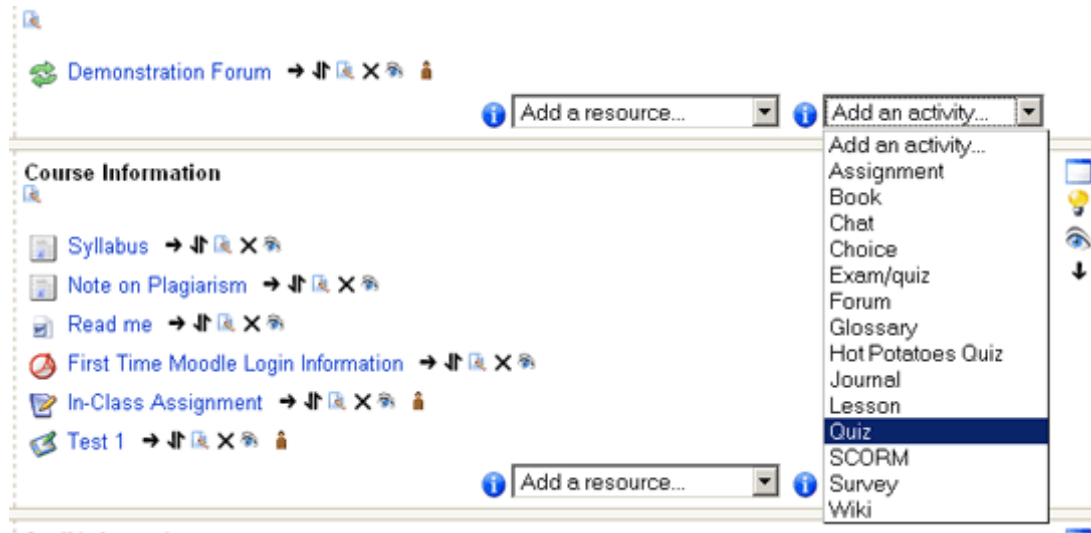 Demonstration Forum
Add a resource... Add an activity...
Add an activity...
Assignment
Book
Chat
Choice
Exam/quiz
Forum
Glossary
Hot Potatoes Quiz
Journal
Lesson
Quiz
SCORM
Survey
Wiki
Course Information
Syllabus
Note on Plagiarism
Read me
First Time Moodle Login Information
In-Class Assignment
Test 1
Add a resource...